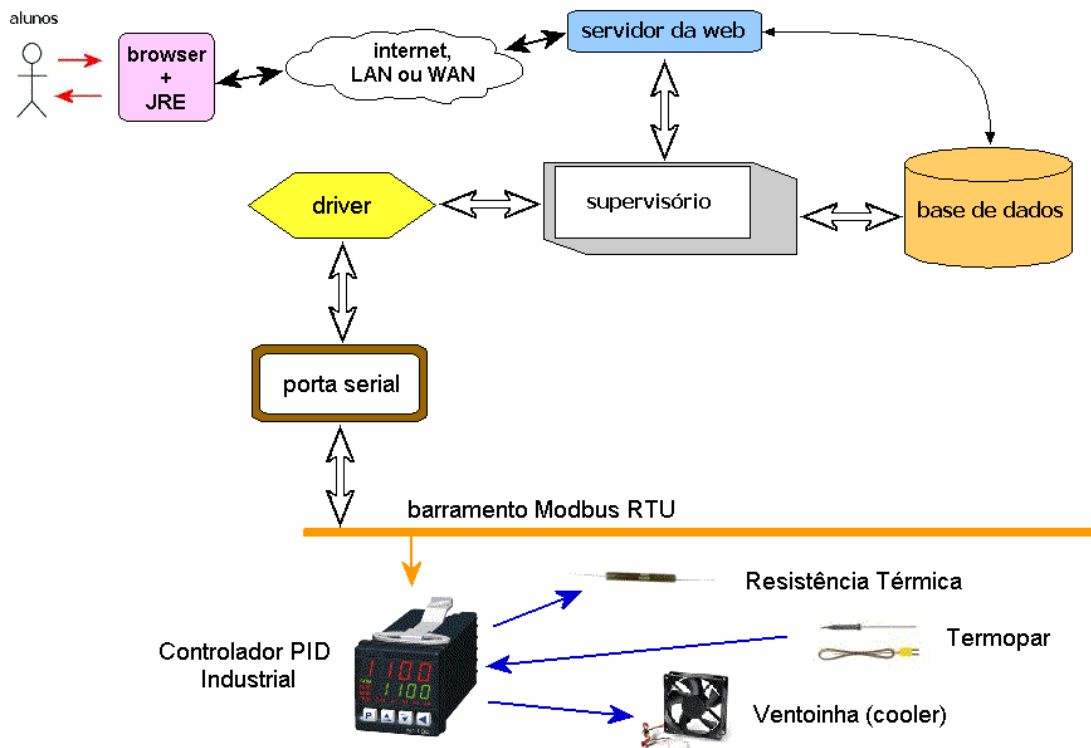 alunos
browser
+
JRE
internet,
LAN ou WAN
servidor da web
driver
supervisório
base de dados
porta serial
barramento Modbus RTU
Resistência Térmica
Controlador PID
Industrial
1100
1100
P
Termopar
Ventoinha (cooler)